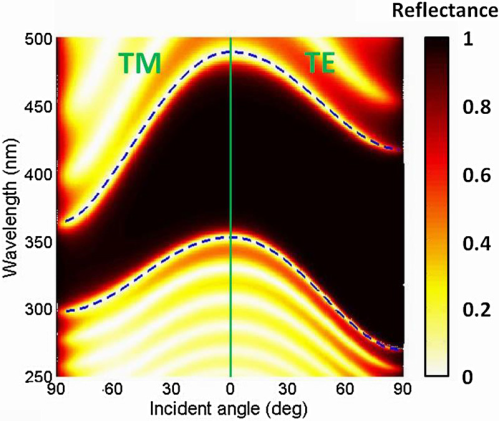 Reflectance
500
450
400
350
300
250
Wavelength (nm)
TM
TE
1
0.8
0.6
0.4
0.2
0
90 -60 30 0 30 60 90
Incident angle (deg)